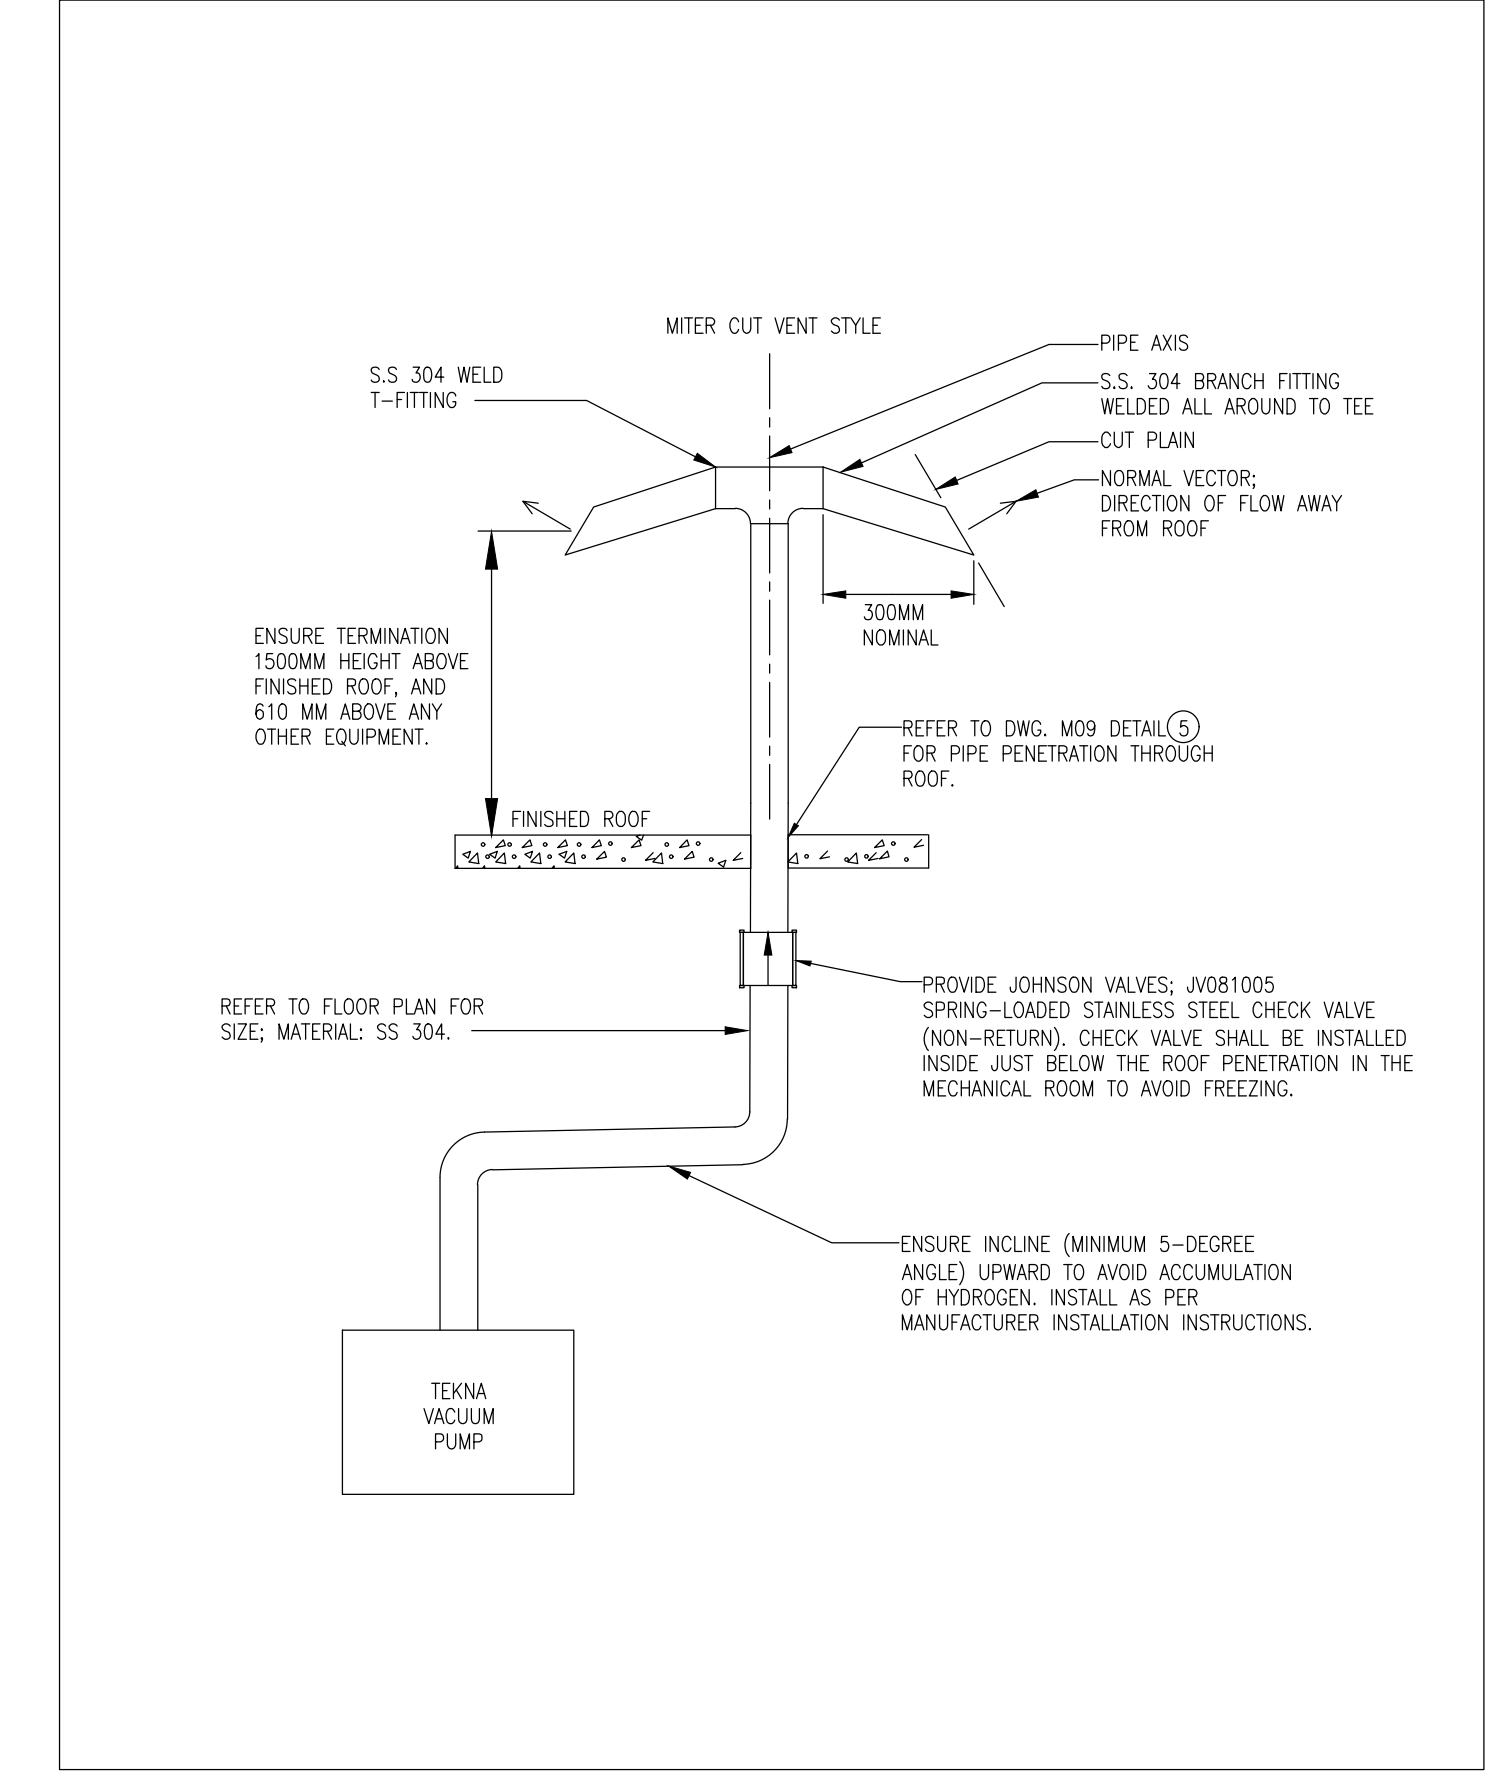 MITER CUT VENT STYLE
S.S 304 WELD
T-FITTING
PIPE AXIS
S.S. 304 BRANCH FITTING
WELDED ALL AROUND TO TEE
CUT PLAIN
NORMAL VECTOR;
DIRECTION OF FLOW AWAY
FROM ROOF
300MM
NOMINAL
ENSURE TERMINATION
1500MM HEIGHT ABOVE
FINISHED ROOF, AND
610 MM ABOVE ANY
OTHER EQUIPMENT.
REFER TO DWG. M09 DETAIL 5
FOR PIPE PENETRATION THROUGH
ROOF.
FINISHED ROOF
PROVIDE JOHNSON VALVES; JV081005
SPRING-LOADED STAINLESS STEEL CHECK VALVE
(NON-RETURN). CHECK VALVE SHALL BE INSTALLED
INSIDE JUST BELOW THE ROOF PENETRATION IN THE
MECHANICAL ROOM TO AVOID FREEZING.
REFER TO FLOOR PLAN FOR
SIZE; MATERIAL: SS 304.
ENSURE INCLINE (MINIMUM 5-DEGREE
ANGLE) UPWARD TO AVOID ACCUMULATION
OF HYDROGEN. INSTALL AS PER
MANUFACTURER INSTALLATION INSTRUCTIONS.
TEKNA
VACUUM
PUMP